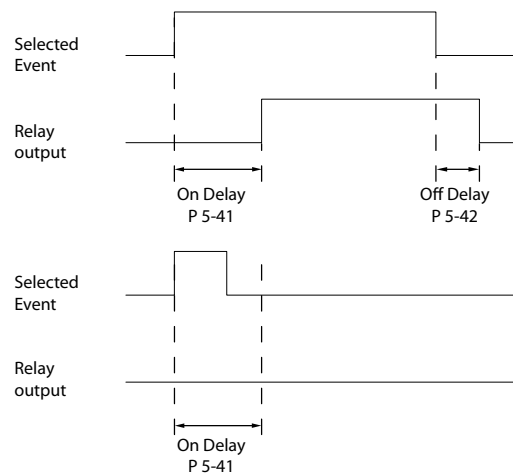 Selected
Event
Relay
output
On Delay
P 5-41
Off Delay
P 5-42
Selected
Event
Relay
output
On Delay
P 5-41